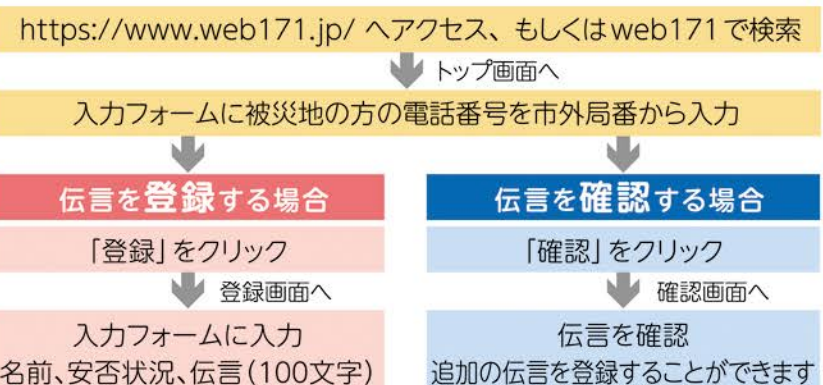 https://www.web171.jp/ へアクセス、もしくはweb171で検索
トップ画面へ
入力フォームに被災地の方の電話番号を市外局番から入力
伝言を登録する場合
「登録」をクリック
登録画面へ
入力フォームに入力
名前、安否状況、伝言(100文字)
伝言を確認する場合
「確認」をクリック
確認画面へ
伝言を確認
追加の伝言を登録することができます